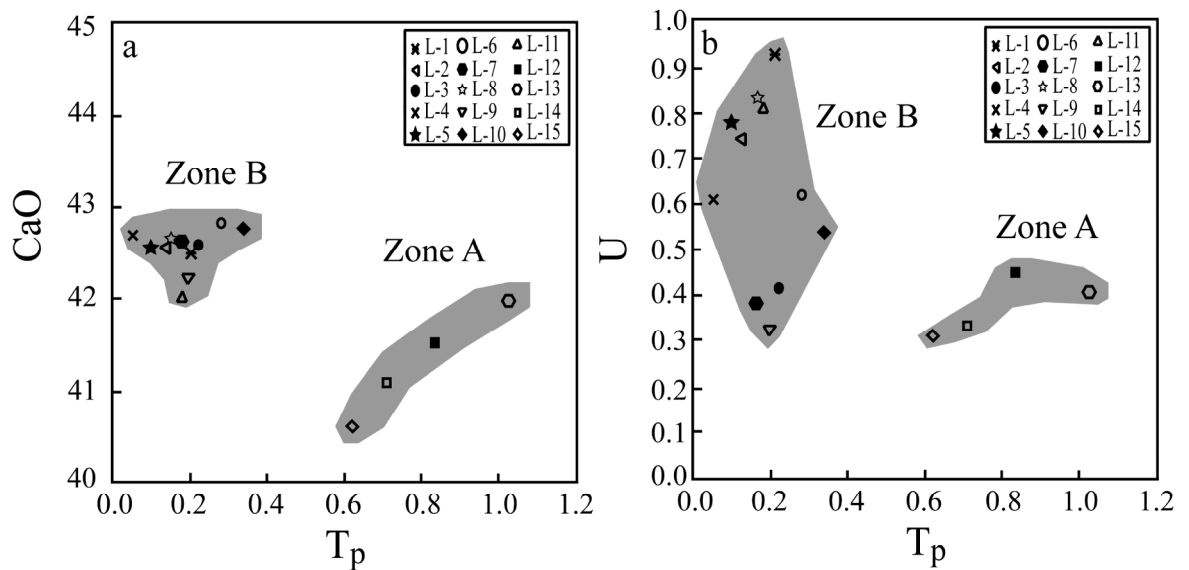 a
L-1 L-6 L-11
L-2 L-7 L-12
L-3 L-8 L-13
L-4 L-9 L-14
L-5 L-10 L-15
45
44
43
42
41
40
CaO
Zone B
Zone A
0.0 0.2 0.4 0.6 0.8 1.0 1.2
Tp
b
L-1 L-6 L-11
L-2 L-7 L-12
L-3 L-8 L-13
L-4 L-9 L-14
L-5 L-10 L-15
1.0
0.9
0.8
0.7
0.6
0.5
0.4
0.3
0.2
0.1
0.0
U
Zone B
Zone A
0.0 0.2 0.4 0.6 0.8 1.0 1.2
Tp